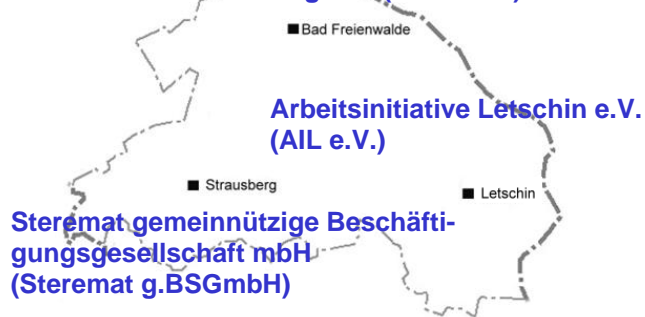 Bad Freienwalde
Arbeitsinitiative Letschin e.V.
(AIL e.V.)
Strausberg
Letschin
Steremat gemeinnützige Beschäfti-
gungsgesellschaft mbH
(Steremat g.BSGmbH)